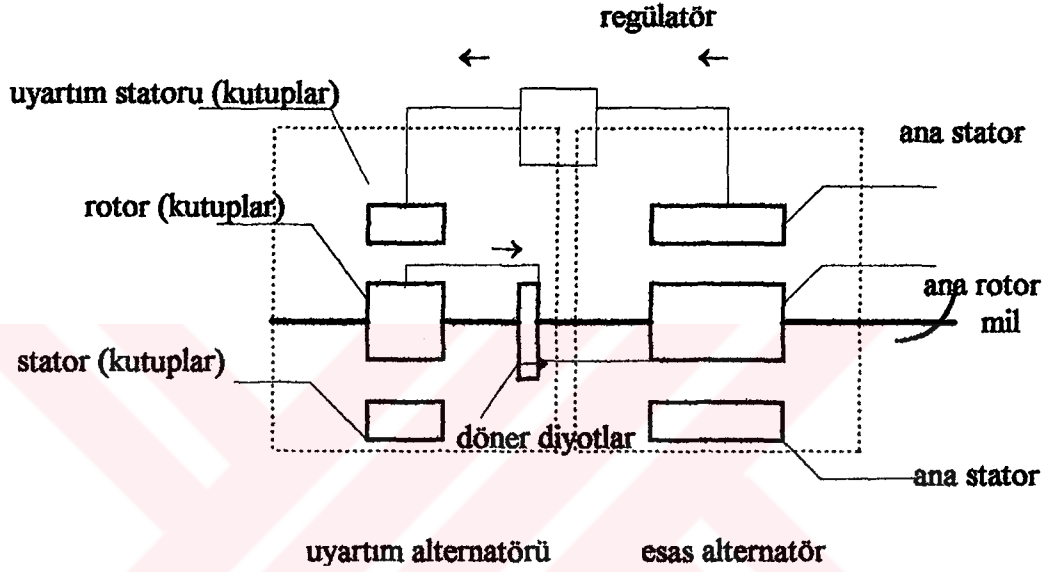 regülatör
uyartım statoru (kutuplar)
ana stator
rotor (kutuplar)
ana rotor
mil
stator (kutuplar)
döner diyotlar
ana stator
uyartım alternatörü
esas alternatör